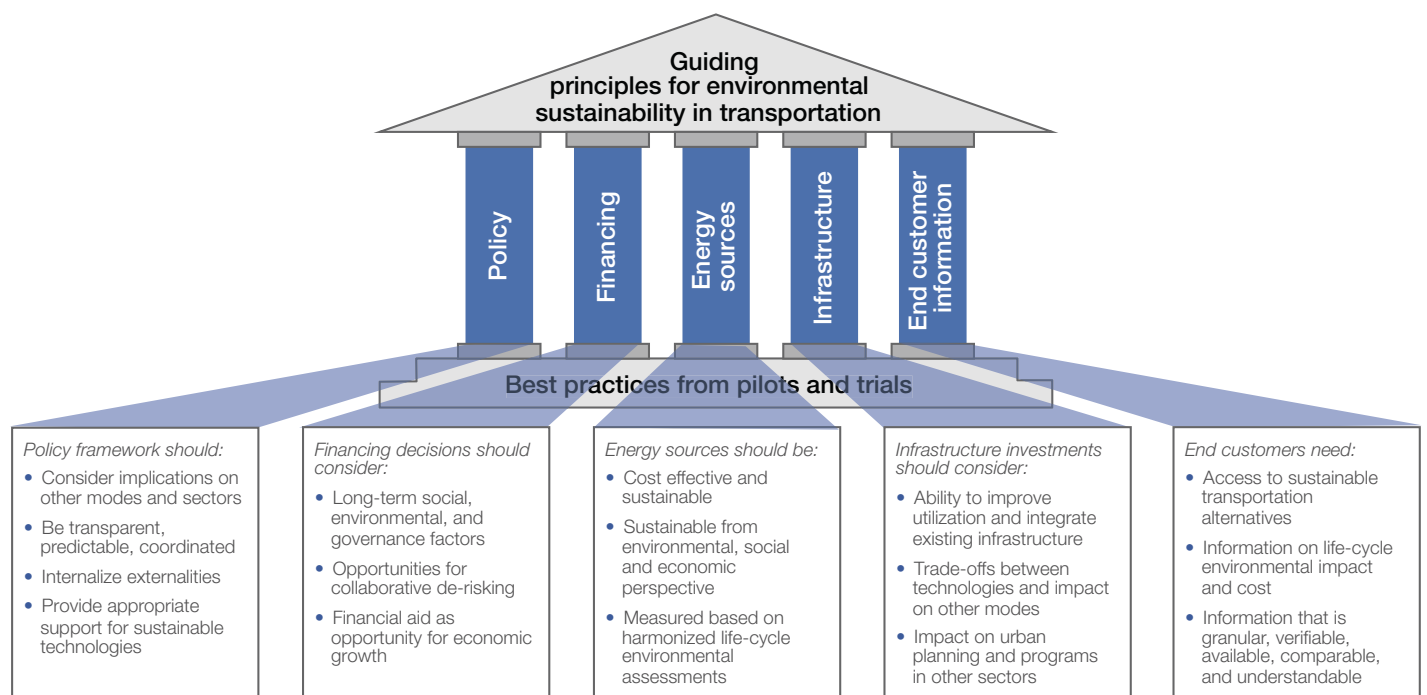 Guiding
principles for environmental
sustainability in transportation
Policy
Financing
Energy
sources
Infrastructure
End customer
information
Best practices from pilots and trials
Policy framework should:
• Consider implications on
other modes and sectors
• Be transparent,
predictable, coordinated
• Internalize externalities
• Provide appropriate
support for sustainable
technologies
Financing decisions should
consider:
• Long-term social,
environmental, and
governance factors
• Opportunities for
collaborative de-risking
• Financial aid as
opportunity for economic
growth
Energy sources should be:
• Cost effective and
sustainable
• Sustainable from
environmental, social
and economic
perspective
• Measured based on
harmonized life-cycle
environmental
assessments
Infrastructure investments
should consider:
• Ability to improve
utilization and integrate
existing infrastructure
• Trade-offs between
technologies and impact
on other modes
• Impact on urban
planning and programs
in other sectors
End customers need:
• Access to sustainable
transportation
alternatives
• Information on life-cycle
environmental impact
and cost
• Information that is
granular, verifiable,
available, comparable,
and understandable